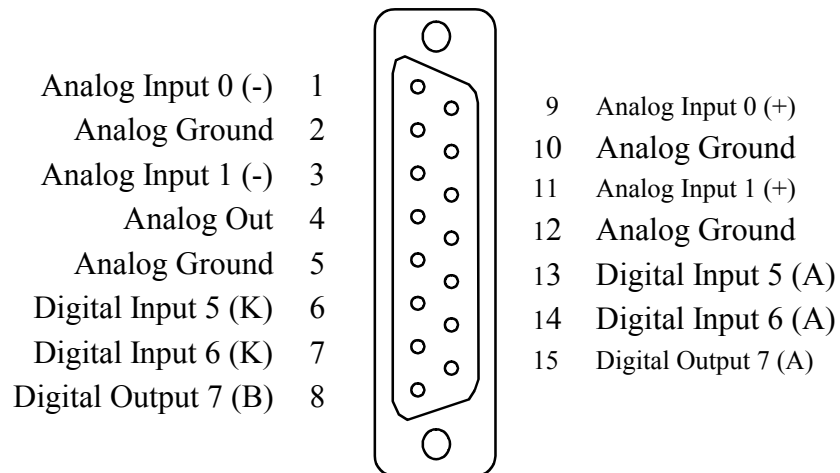 Analog Input 0 (-) 1
Analog Ground 2
Analog Input 1 (-) 3
Analog Out 4
Analog Ground 5
Digital Input 5 (K) 6
Digital Input 6 (K) 7
Digital Output 7 (B) 8
9 Analog Input 0 (+)
10 Analog Ground
11 Analog Input 1 (+)
12 Analog Ground
13 Digital Input 5 (A)
14 Digital Input 6 (A)
15 Digital Output 7 (A)